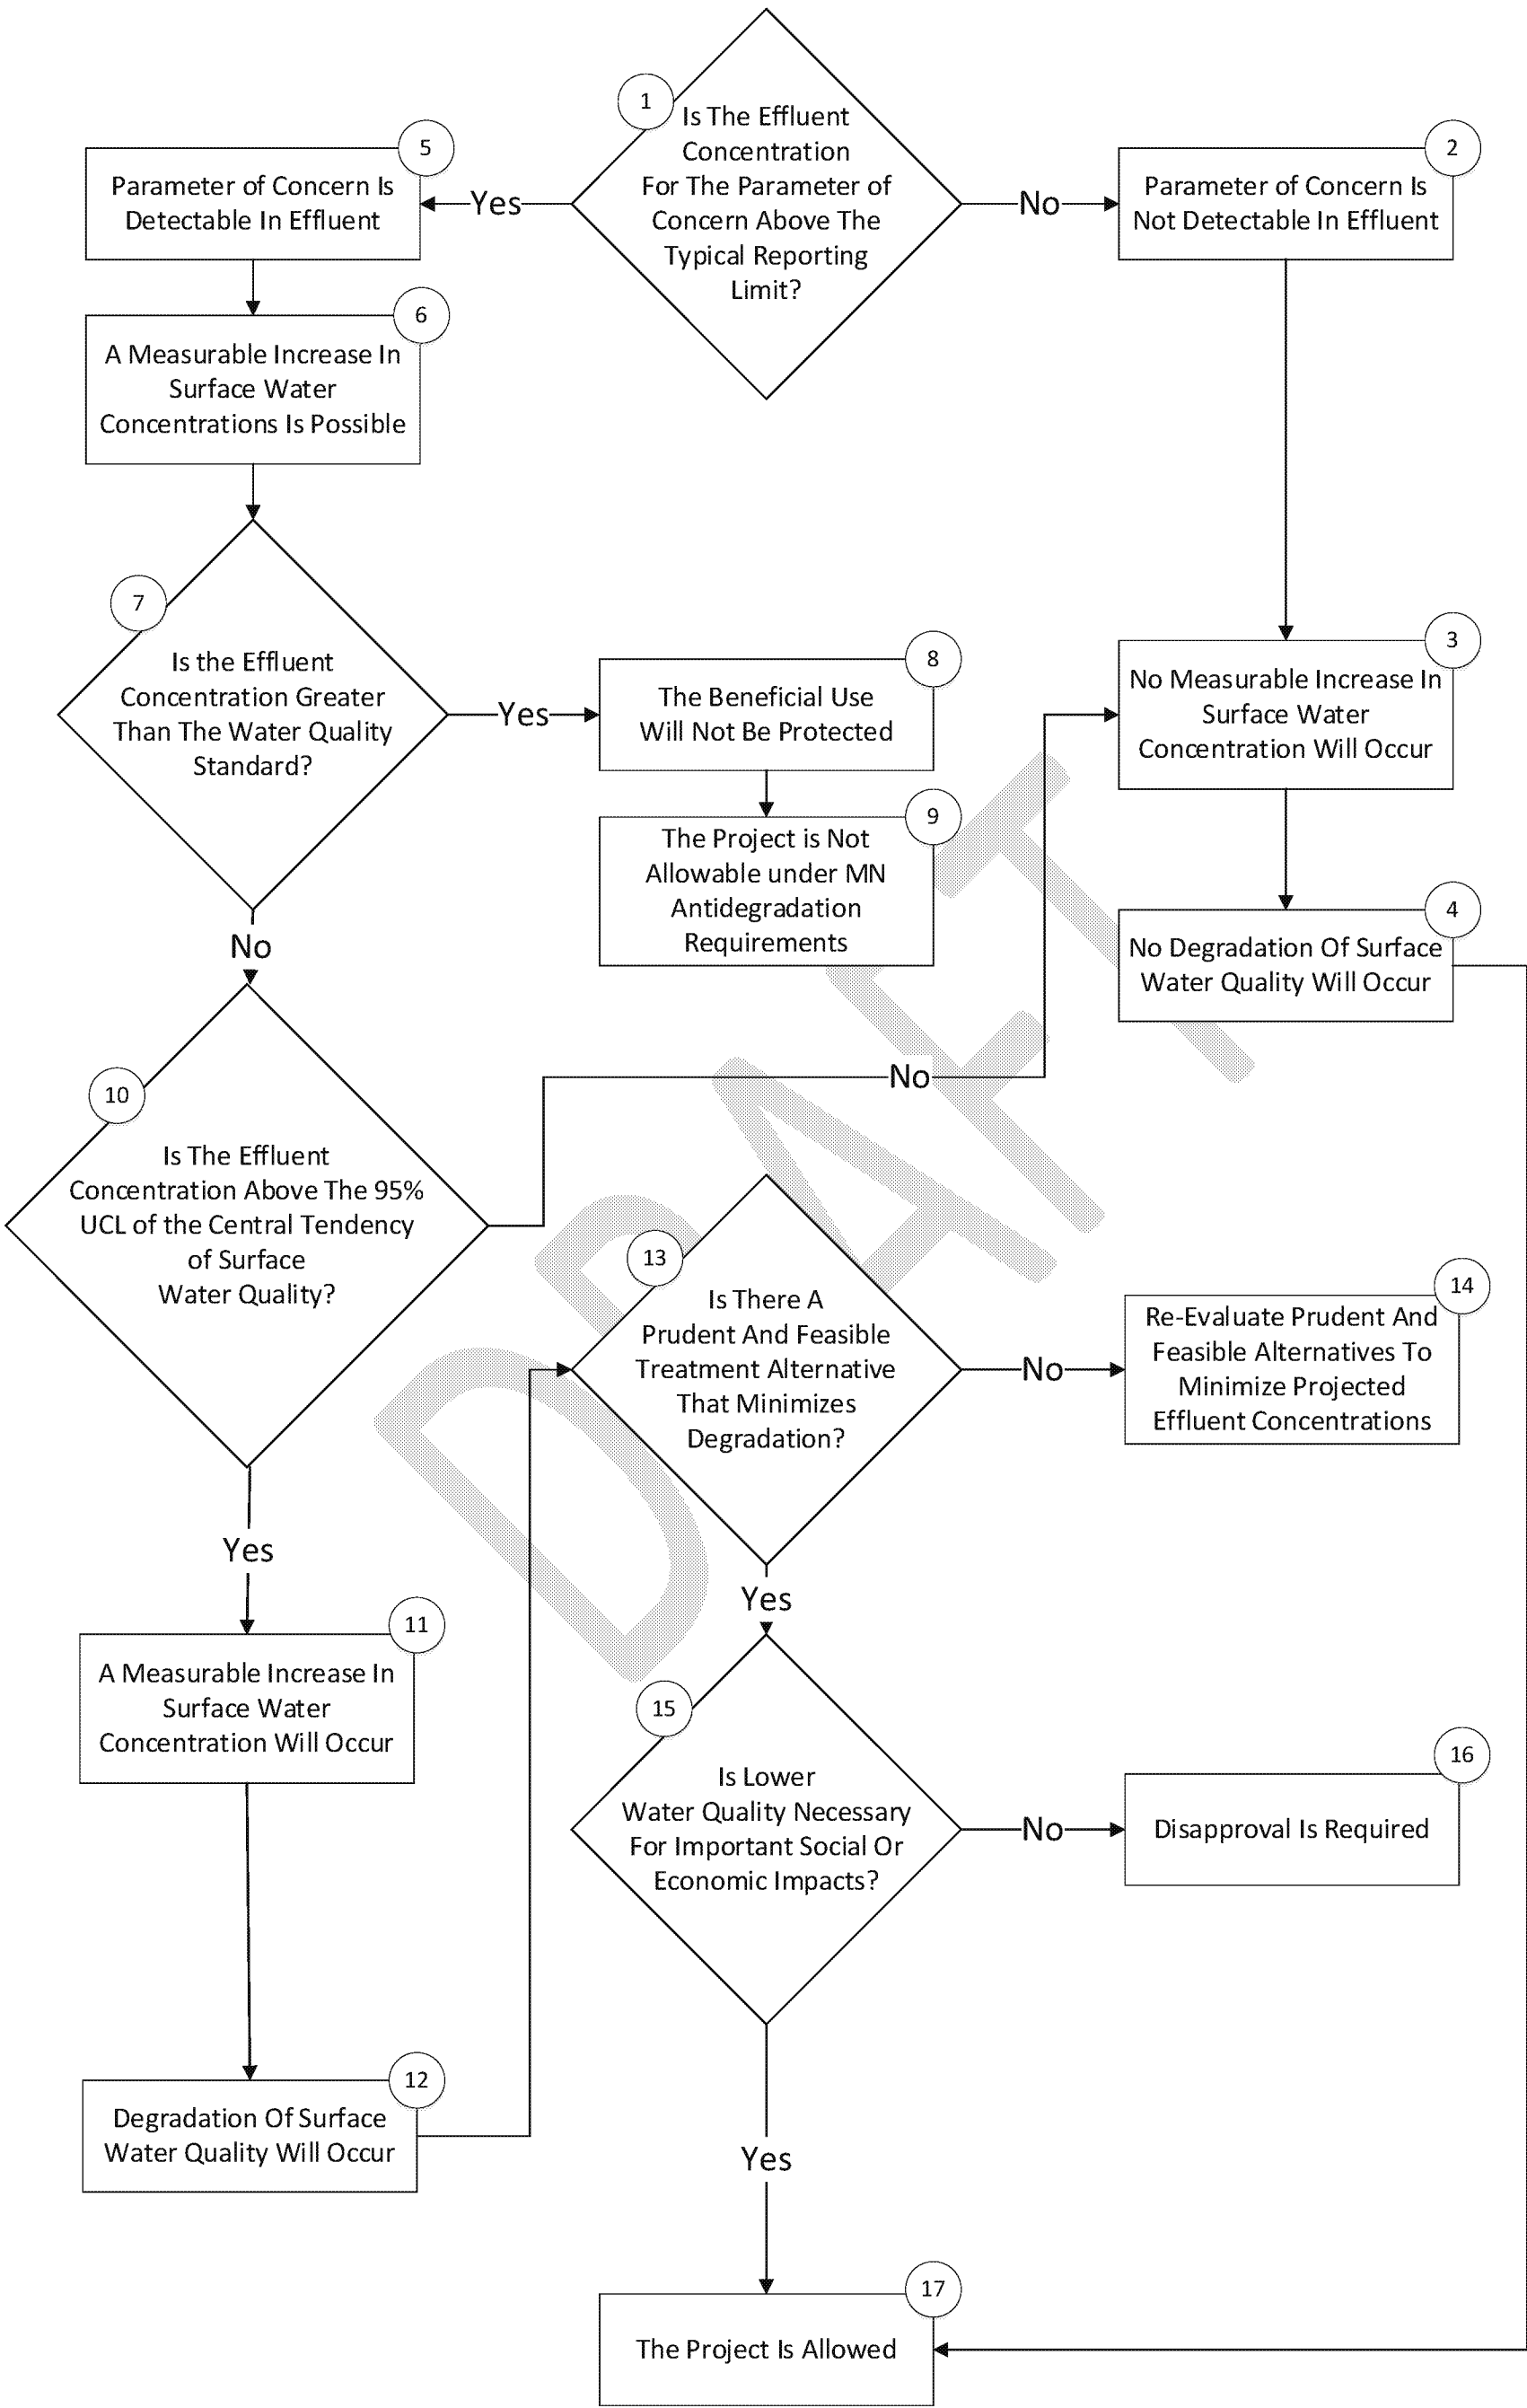 1
Is The Effluent
Concentration
For The Parameter of
Concern Above The
Typical Reporting
Limit?
Yes
No
5
Parameter of Concern Is
Detectable In Effluent
2
Parameter of Concern Is
Not Detectable In Effluent
6
A Measurable Increase In
Surface Water
Concentrations Is Possible
7
Is the Effluent
Concentration Greater
Than The Water Quality
Standard?
Yes
No
8
The Beneficial Use
Will Not Be Protected
9
The Project is Not
Allowable under MN
Antidegradation
Requirements
3
No Measurable Increase In
Surface Water
Concentration Will Occur
4
No Degradation Of Surface
Water Quality Will Occur
10
Is The Effluent
Concentration Above The 95%
UCL of the Central Tendency
of Surface
Water Quality?
No
Yes
11
A Measurable Increase In
Surface Water
Concentration Will Occur
12
Degradation Of Surface
Water Quality Will Occur
13
Is There A
Prudent And Feasible
Treatment Alternative
That Minimizes
Degradation?
No
Yes
14
Re-Evaluate Prudent And
Feasible Alternatives To
Minimize Projected
Effluent Concentrations
15
Is Lower
Water Quality Necessary
For Important Social Or
Economic Impacts?
No
Yes
16
Disapproval Is Required
17
The Project Is Allowed
DRAFT